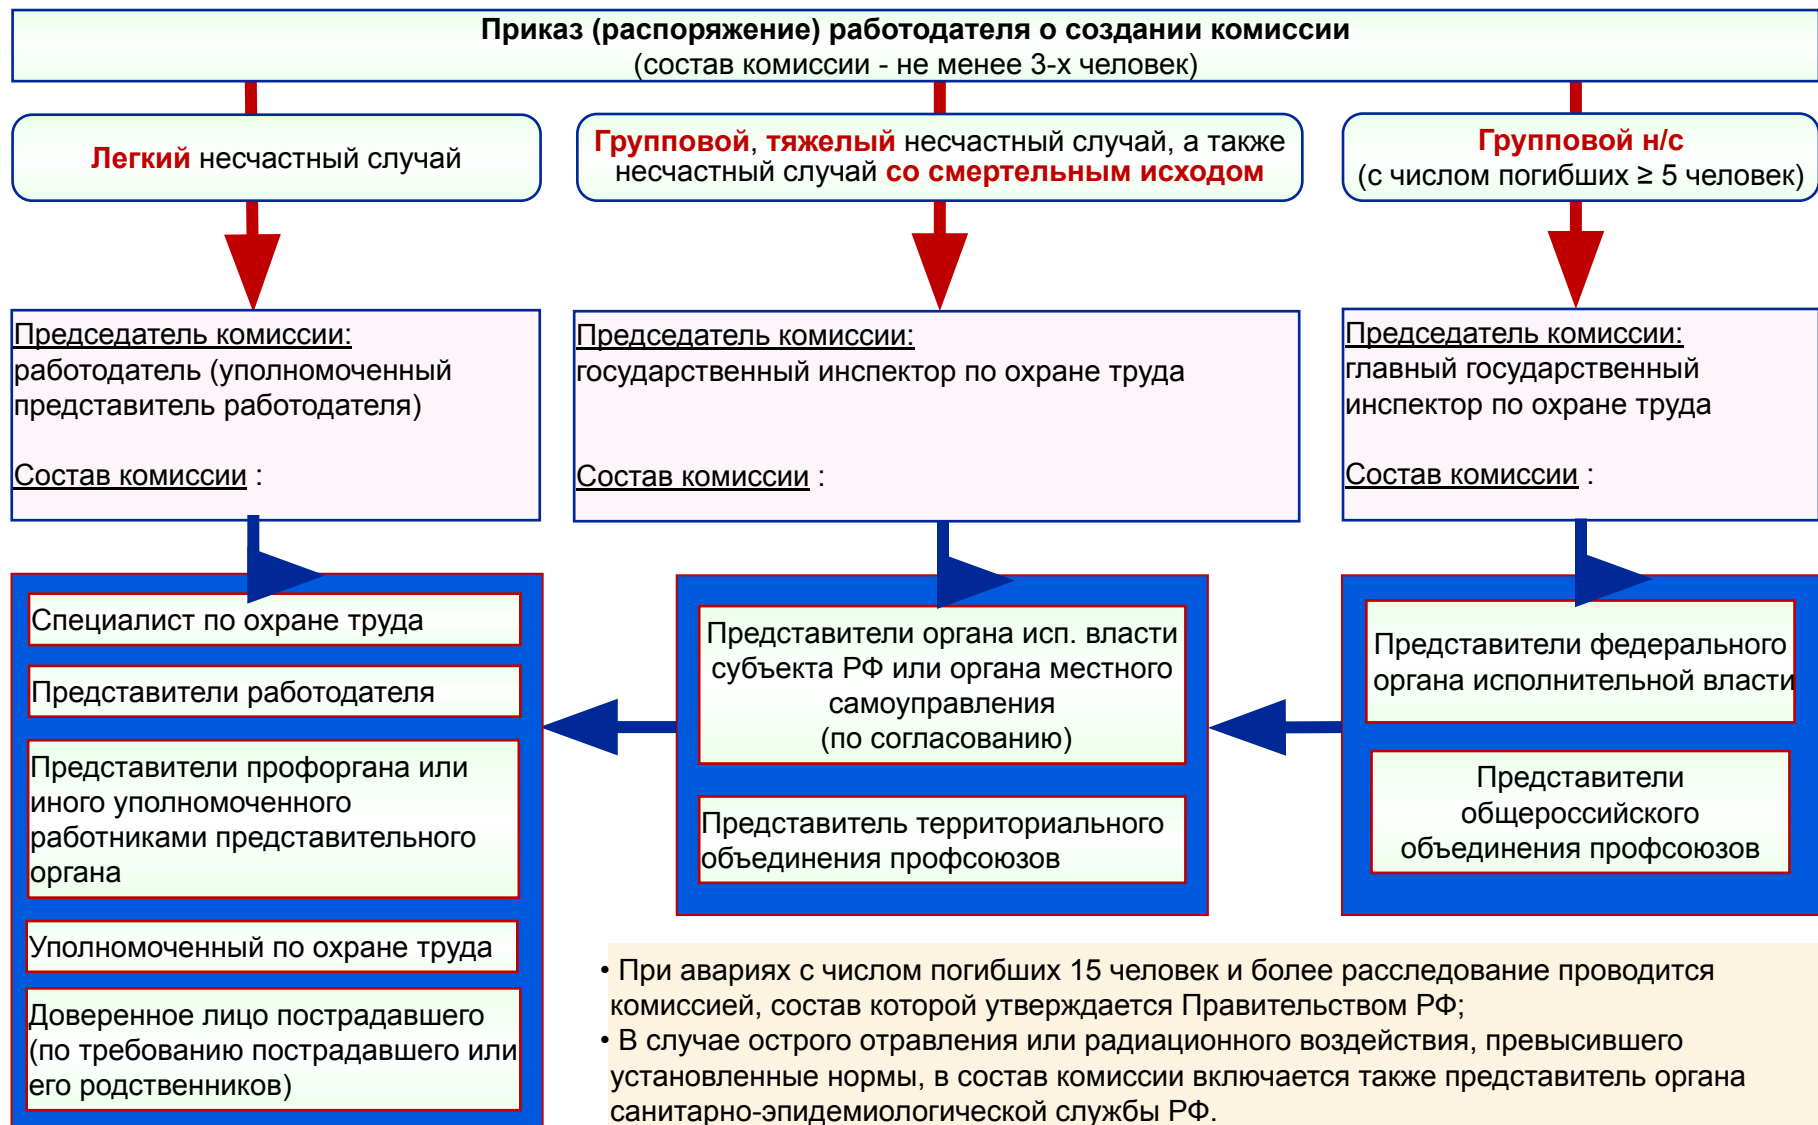 Приказ (распоряжение) работодателя о создании комиссии
(состав комиссии - не менее 3-х человек)
Легкий несчастный случай
Групповой, тяжелый несчастный случай, а также
несчастный случай со смертельным исходом
Групповой н/с
(с числом погибших ≥ 5 человек)
Председатель комиссии:
работодатель (уполномоченный
представитель работодателя)
Состав комиссии :
Председатель комиссии:
государственный инспектор по охране труда
Состав комиссии :
Председатель комиссии:
главный государственный
инспектор по охране труда
Состав комиссии :
Специалист по охране труда
Представители работодателя
Представители профоргана или
иного уполномоченного
работниками представительного
органа
Уполномоченный по охране труда
Доверенное лицо пострадавшего
(по требованию пострадавшего или
его родственников)
Представители органа исп. власти
субъекта РФ или органа местного
самоуправления
(по согласованию)
Представитель территориального
объединения профсоюзов
Представители федерального
органа исполнительной власти
Представители
общероссийского
объединения профсоюзов
• При авариях с числом погибших 15 человек и более расследование проводится
комиссией, состав которой утверждается Правительством РФ;
• В случае острого отравления или радиационного воздействия, превысившего
установленные нормы, в состав комиссии включается также представитель органа
санитарно-эпидемиологической службы РФ.